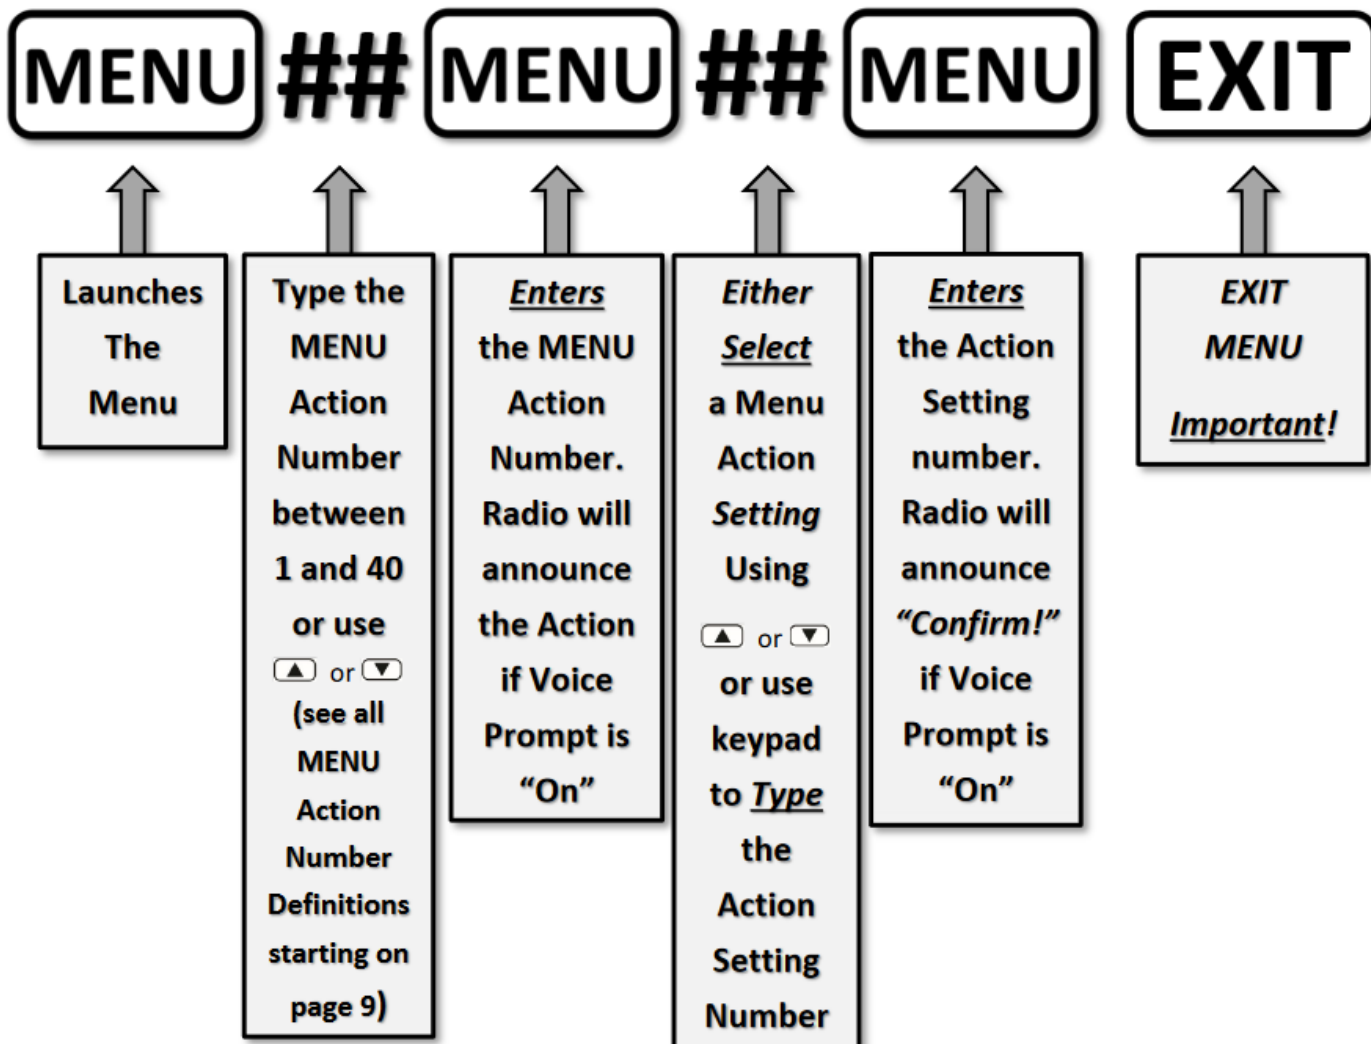 MENU ## MENU ## MENU EXIT
Launches
The
Menu
Type the
MENU
Action
Number
between
1 and 40
or use
▲ or ▼
(see all
MENU
Action
Number
Definitions
starting on
page 9)
Enters
the MENU
Action
Number.
Radio will
announce
the Action
if Voice
Prompt is
“On”
Either
Select
a Menu
Action
Setting
Using
▲ or ▼
or use
keypad
to Type
the
Action
Setting
Number
Enters
the Action
Setting
number.
Radio will
announce
“Confirm!”
if Voice
Prompt is
“On”
EXIT
MENU
Important!